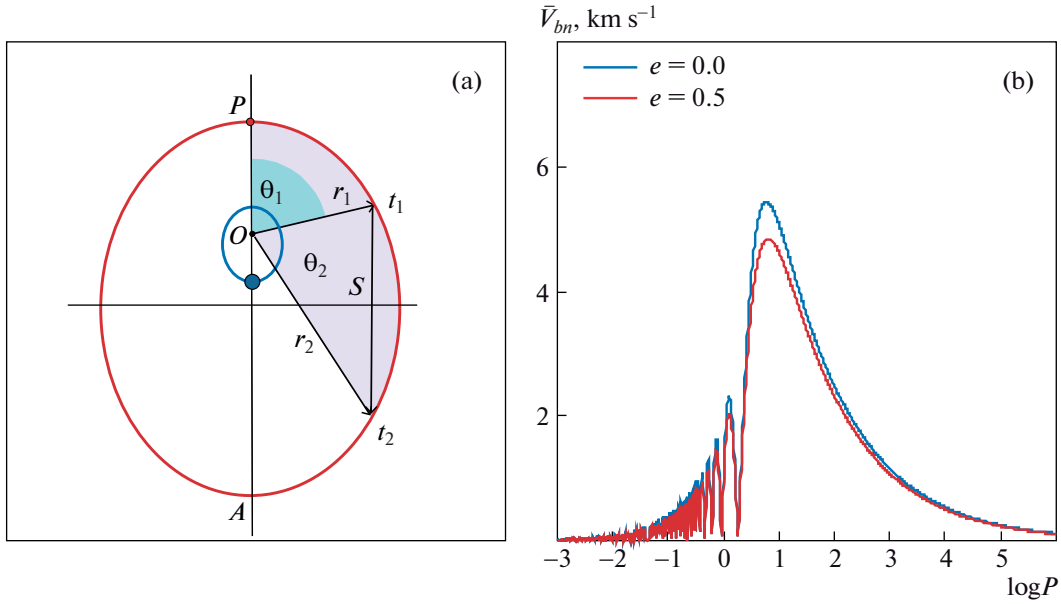 (a)
P
θ₁
r₁
t₁
O
θ₂
S
r₂
t₂
A
V̄bn, km s⁻¹
(b)
e = 0.0
e = 0.5
6
4
2
−3 −2 −1 0 1 2 3 4 5
logP